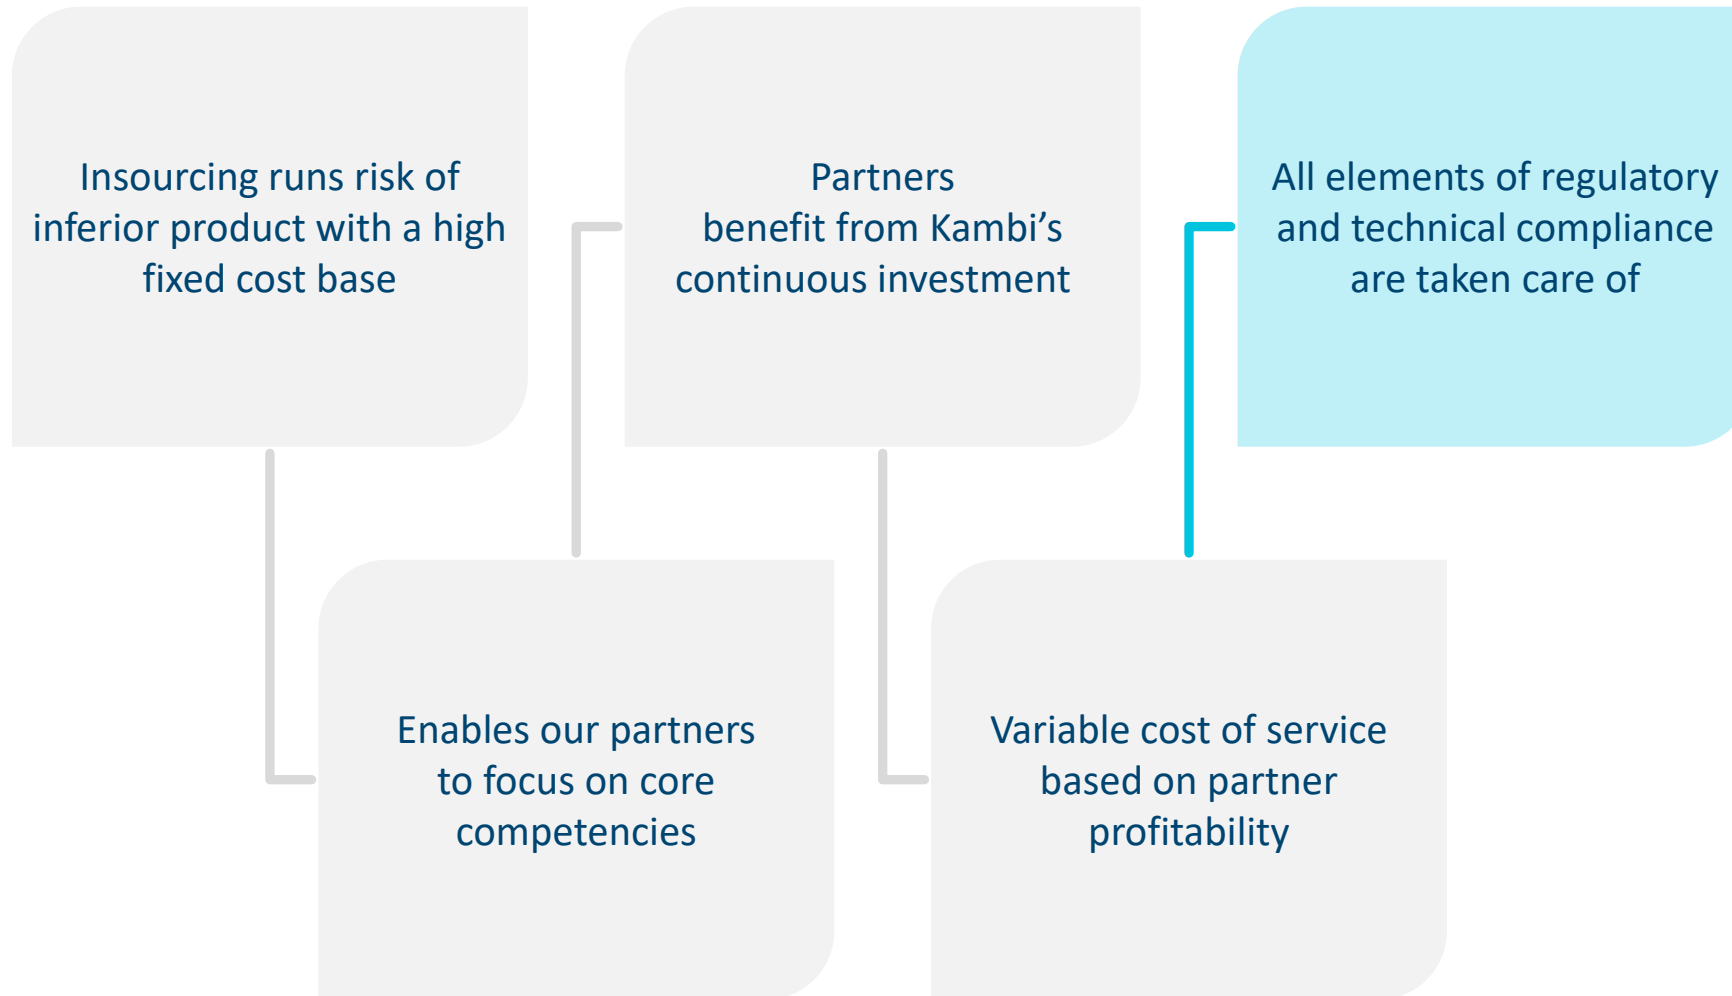 Insourcing runs risk of
inferior product with a high
fixed cost base
Enables our partners
to focus on core
competencies
Partners
benefit from Kambi’s
continuous investment
Variable cost of service
based on partner
profitability
All elements of regulatory
and technical compliance
are taken care of